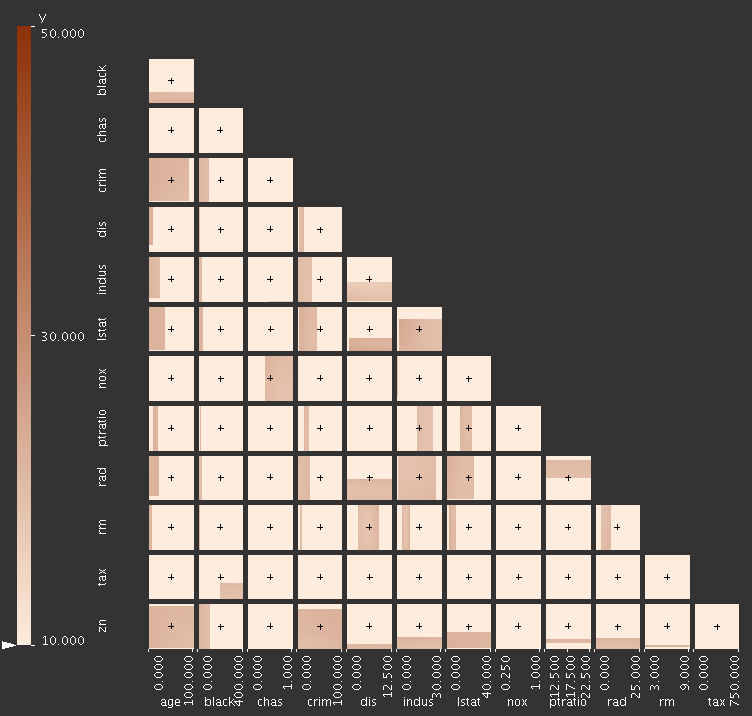 y
50.000
30.000
10.000
black
chas
crim
dis
indus
lstat
nox
ptratio
rad
rm
tax
zn
0.000 100.000
0.000 400.000
0.000 1.000
0.000 100.000
0.000 12.500
0.000 30.000
0.000 40.000
0.250 1.000
12.500 17.500 22.500
0.000 25.000
3.000 9.000
0.000 750.000
age black chas crim dis indus lstat nox ptratio rad rm tax